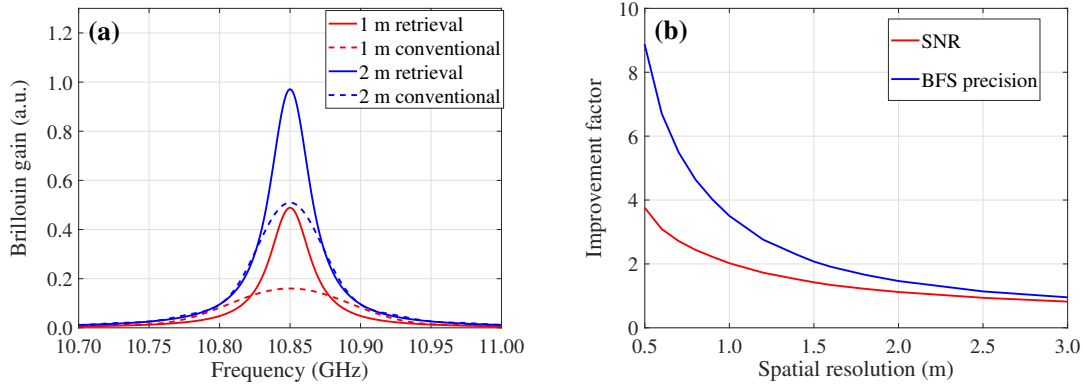 (a)
1 m retrieval
1 m conventional
2 m retrieval
2 m conventional
1.2
1.0
0.8
0.6
0.4
0.2
0.0
10.70 10.75 10.80 10.85 10.90 10.95 11.00
Frequency (GHz)
Brillouin gain (a.u.)
(b)
SNR
BFS precision
10
8
6
4
2
0
0.5 1.0 1.5 2.0 2.5 3.0
Spatial resolution (m)
Improvement factor